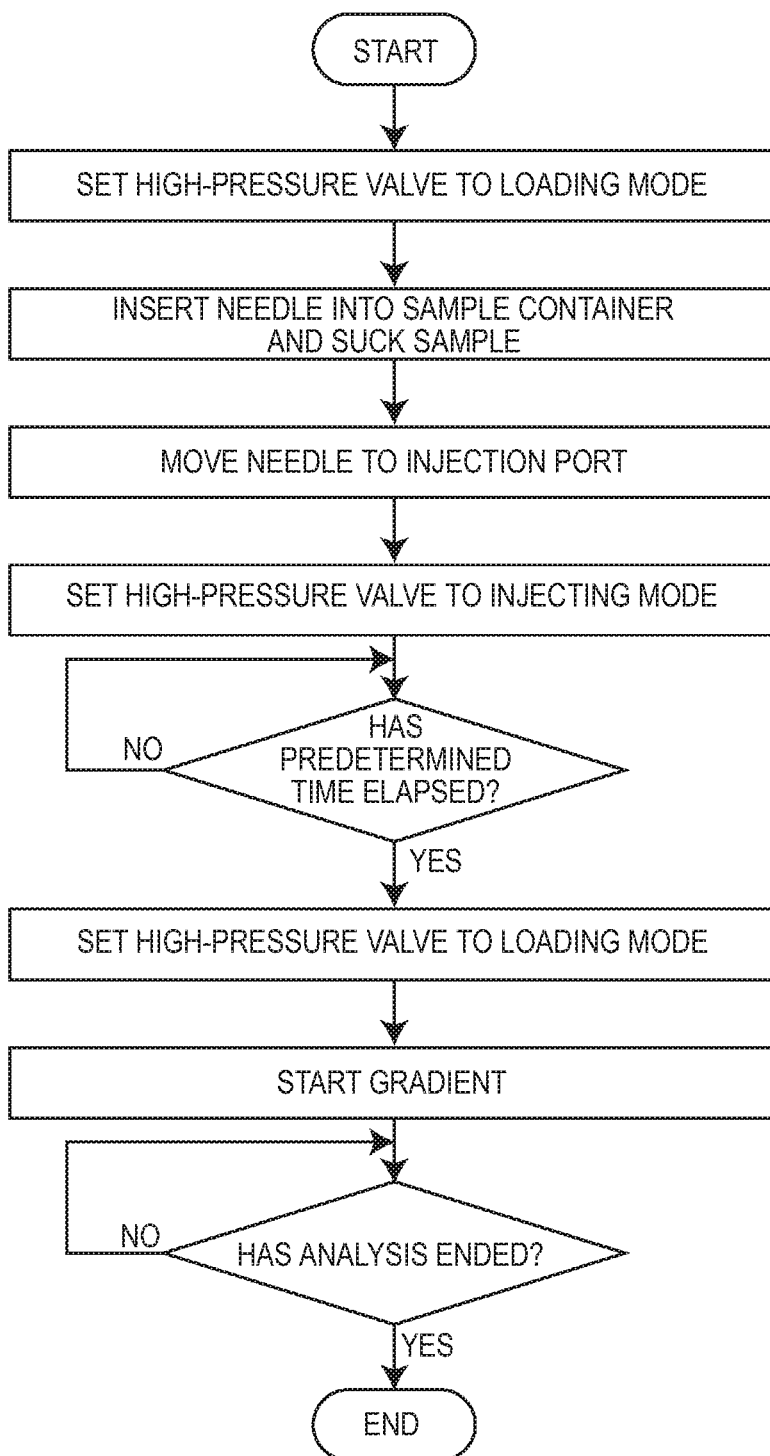 START
SET HIGH-PRESSURE VALVE TO LOADING MODE
INSERT NEEDLE INTO SAMPLE CONTAINER
AND SUCK SAMPLE
MOVE NEEDLE TO INJECTION PORT
SET HIGH-PRESSURE VALVE TO INJECTING MODE
HAS
PREDETERMINED
TIME ELAPSED?
NO
YES
SET HIGH-PRESSURE VALVE TO LOADING MODE
START GRADIENT
HAS ANALYSIS ENDED?
NO
YES
END